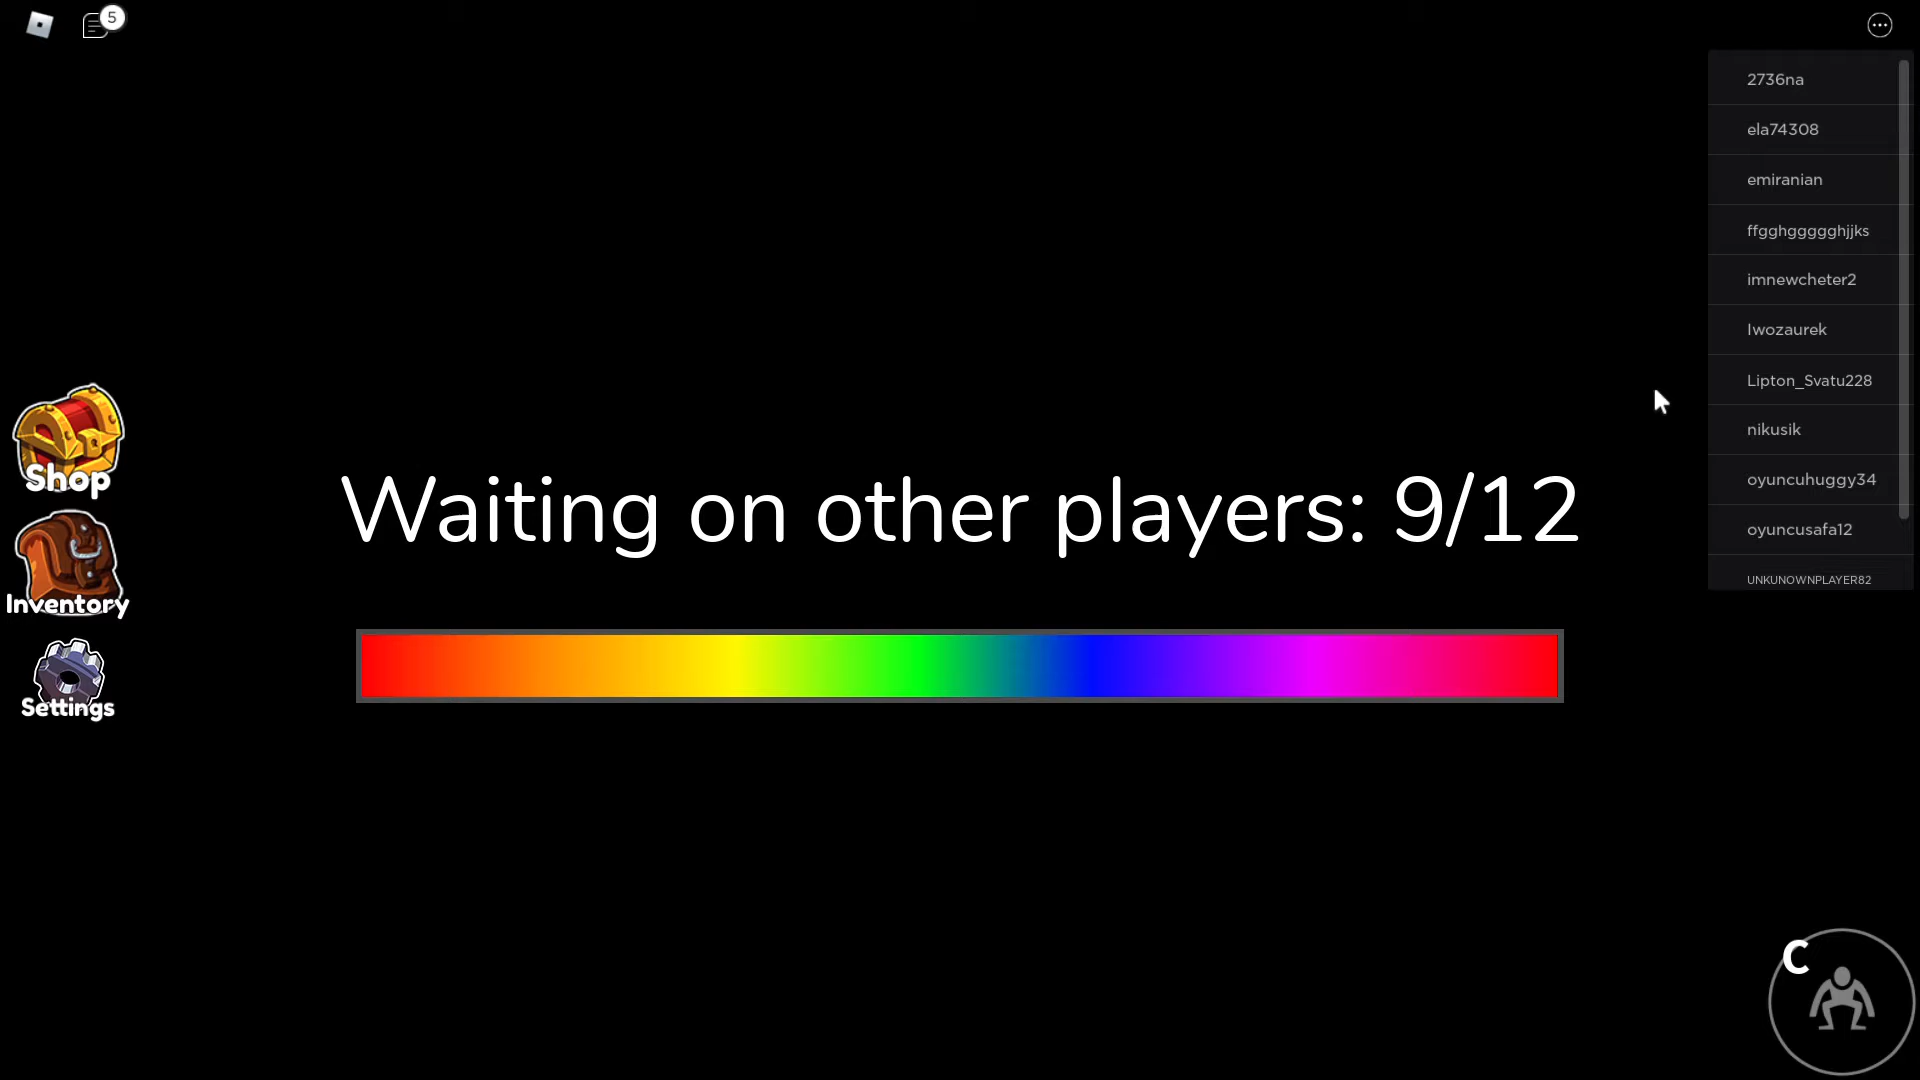 5
2736na
ela74308
emiranian
ffgghggggghjjks
imnewcheter2
Iwozaurek
Lipton_Svatu228
nikusik
oyuncuhuggy34
oyuncusafa12
UNKUNOWNPLAYER82
Shop
Inventory
Settings
Waiting on other players: 9/12
C